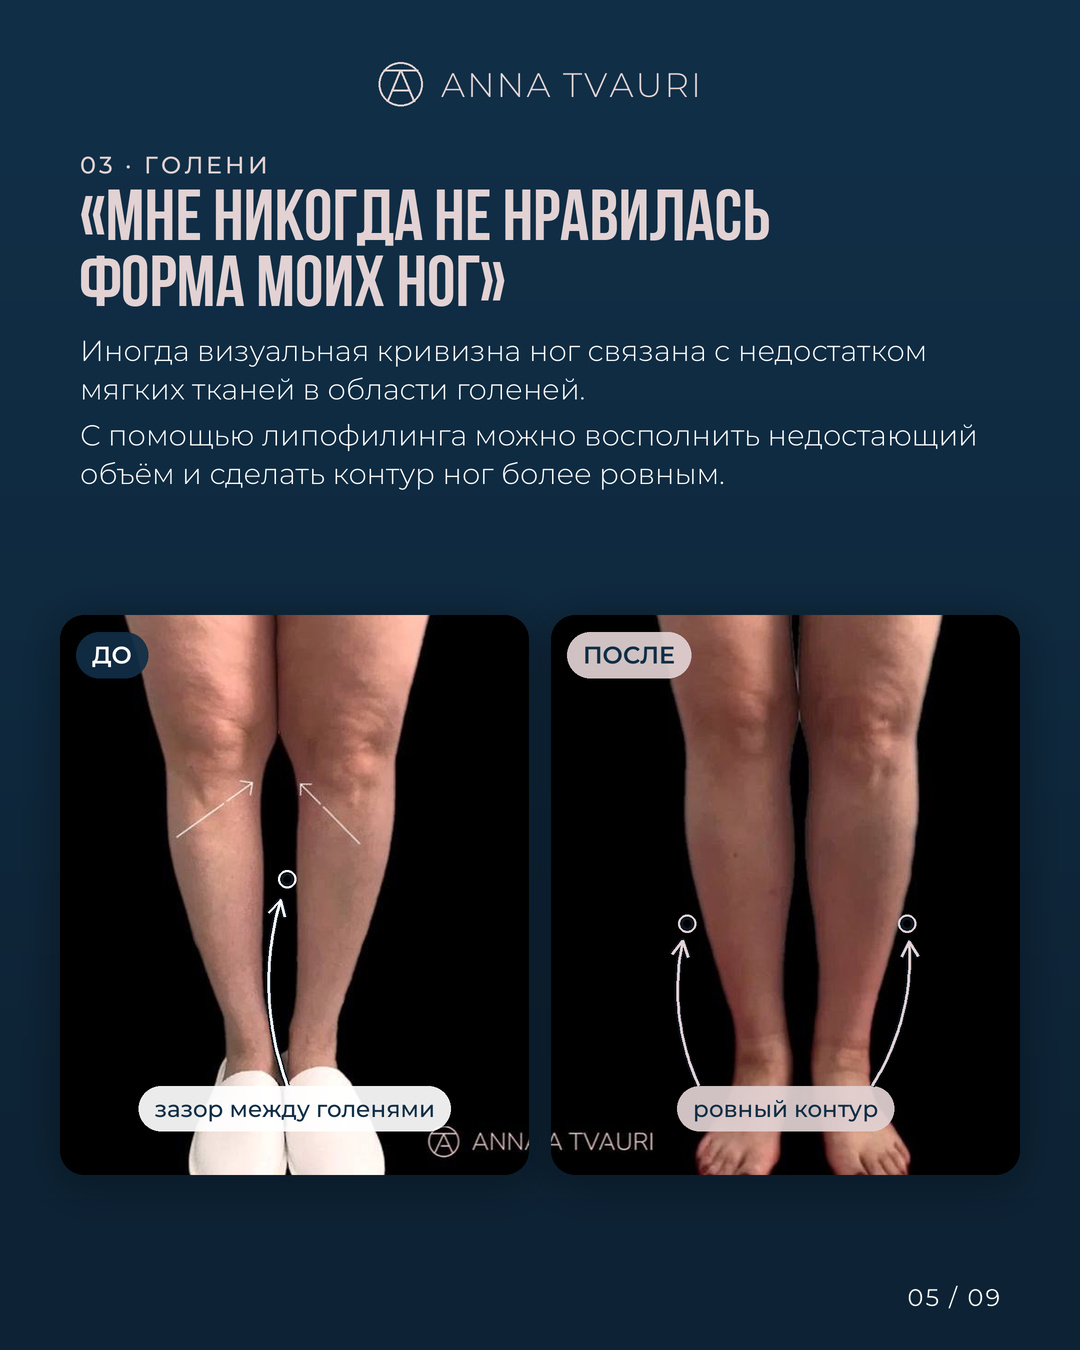 ANNA TVAURI
03 · ГОЛЕНИ
«МНЕ НИКОГДА НЕ НРАВИЛАСЬ
ФОРМА МОИХ НОГ»
Иногда визуальная кривизна ног связана с недостатком
мягких тканей в области голеней.
С помощью липофилинга можно восполнить недостающий
объём и сделать контур ног более ровным.
ДО
ПОСЛЕ
зазор между голенями
ровный контур
ANNA
A TVAURI
05 / 09